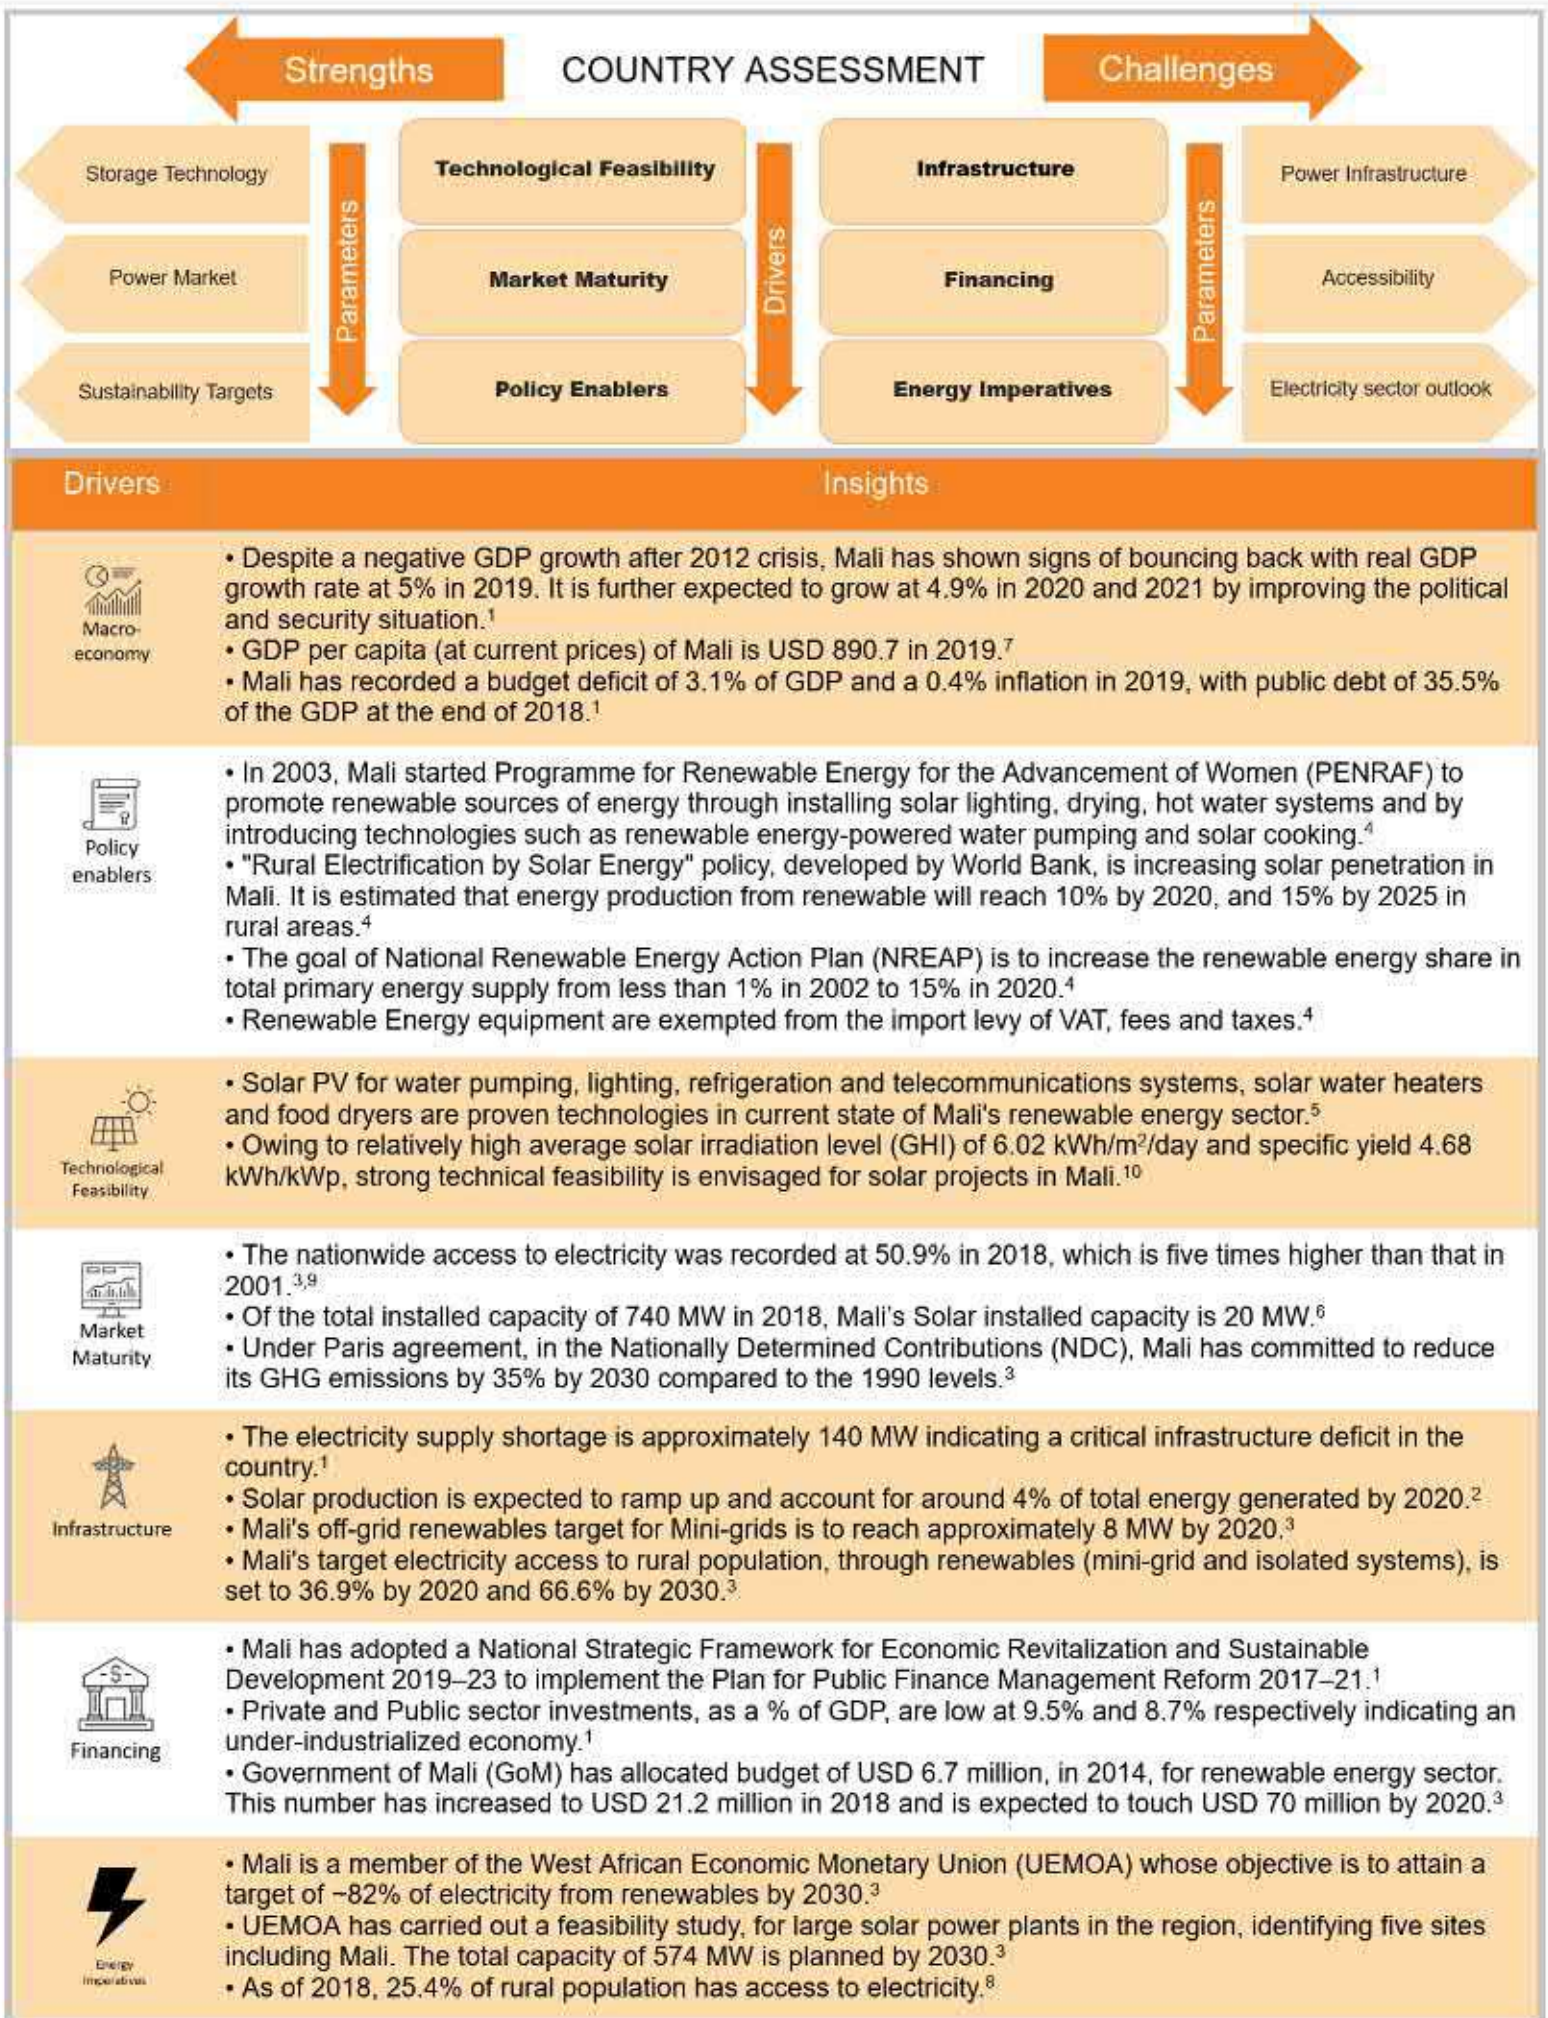 Strengths
COUNTRY ASSESSMENT
Challenges
Storage Technology
Power Market
Sustainability Targets
Parameters
Technological Feasibility
Market Maturity
Policy Enablers
Drivers
Infrastructure
Financing
Energy Imperatives
Parameters
Power Infrastructure
Accessibility
Electricity sector outlook
Drivers
Insights
Macro-
economy
• Despite a negative GDP growth after 2012 crisis, Mali has shown signs of bouncing back with real GDP
growth rate at 5% in 2019. It is further expected to grow at 4.9% in 2020 and 2021 by improving the political
and security situation.¹
• GDP per capita (at current prices) of Mali is USD 890.7 in 2019.⁷
• Mali has recorded a budget deficit of 3.1% of GDP and a 0.4% inflation in 2019, with public debt of 35.5%
of the GDP at the end of 2018.¹
Policy
enablers
• In 2003, Mali started Programme for Renewable Energy for the Advancement of Women (PENRAF) to
promote renewable sources of energy through installing solar lighting, drying, hot water systems and by
introducing technologies such as renewable energy-powered water pumping and solar cooking.⁴
• "Rural Electrification by Solar Energy" policy, developed by World Bank, is increasing solar penetration in
Mali. It is estimated that energy production from renewable will reach 10% by 2020, and 15% by 2025 in
rural areas.⁴
• The goal of National Renewable Energy Action Plan (NREAP) is to increase the renewable energy share in
total primary energy supply from less than 1% in 2002 to 15% in 2020.⁴
• Renewable Energy equipment are exempted from the import levy of VAT, fees and taxes.⁴
Technological
Feasibility
• Solar PV for water pumping, lighting, refrigeration and telecommunications systems, solar water heaters
and food dryers are proven technologies in current state of Mali's renewable energy sector.⁵
• Owing to relatively high average solar irradiation level (GHI) of 6.02 kWh/m²/day and specific yield 4.68
kWh/kWp, strong technical feasibility is envisaged for solar projects in Mali.¹⁰
Market
Maturity
• The nationwide access to electricity was recorded at 50.9% in 2018, which is five times higher than that in
2001.³,⁹
• Of the total installed capacity of 740 MW in 2018, Mali's Solar installed capacity is 20 MW.⁶
• Under Paris agreement, in the Nationally Determined Contributions (NDC), Mali has committed to reduce
its GHG emissions by 35% by 2030 compared to the 1990 levels.³
Infrastructure
• The electricity supply shortage is approximately 140 MW indicating a critical infrastructure deficit in the
country.¹
• Solar production is expected to ramp up and account for around 4% of total energy generated by 2020.²
• Mali's off-grid renewables target for Mini-grids is to reach approximately 8 MW by 2020.³
• Mali's target electricity access to rural population, through renewables (mini-grid and isolated systems), is
set to 36.9% by 2020 and 66.6% by 2030.³
-$-
Financing
• Mali has adopted a National Strategic Framework for Economic Revitalization and Sustainable
Development 2019–23 to implement the Plan for Public Finance Management Reform 2017–21.¹
• Private and Public sector investments, as a % of GDP, are low at 9.5% and 8.7% respectively indicating an
under-industrialized economy.¹
• Government of Mali (GoM) has allocated budget of USD 6.7 million, in 2014, for renewable energy sector.
This number has increased to USD 21.2 million in 2018 and is expected to touch USD 70 million by 2020.³
Energy
Imperatives
• Mali is a member of the West African Economic Monetary Union (UEMOA) whose objective is to attain a
target of ~82% of electricity from renewables by 2030.³
• UEMOA has carried out a feasibility study, for large solar power plants in the region, identifying five sites
including Mali. The total capacity of 574 MW is planned by 2030.³
• As of 2018, 25.4% of rural population has access to electricity.⁸